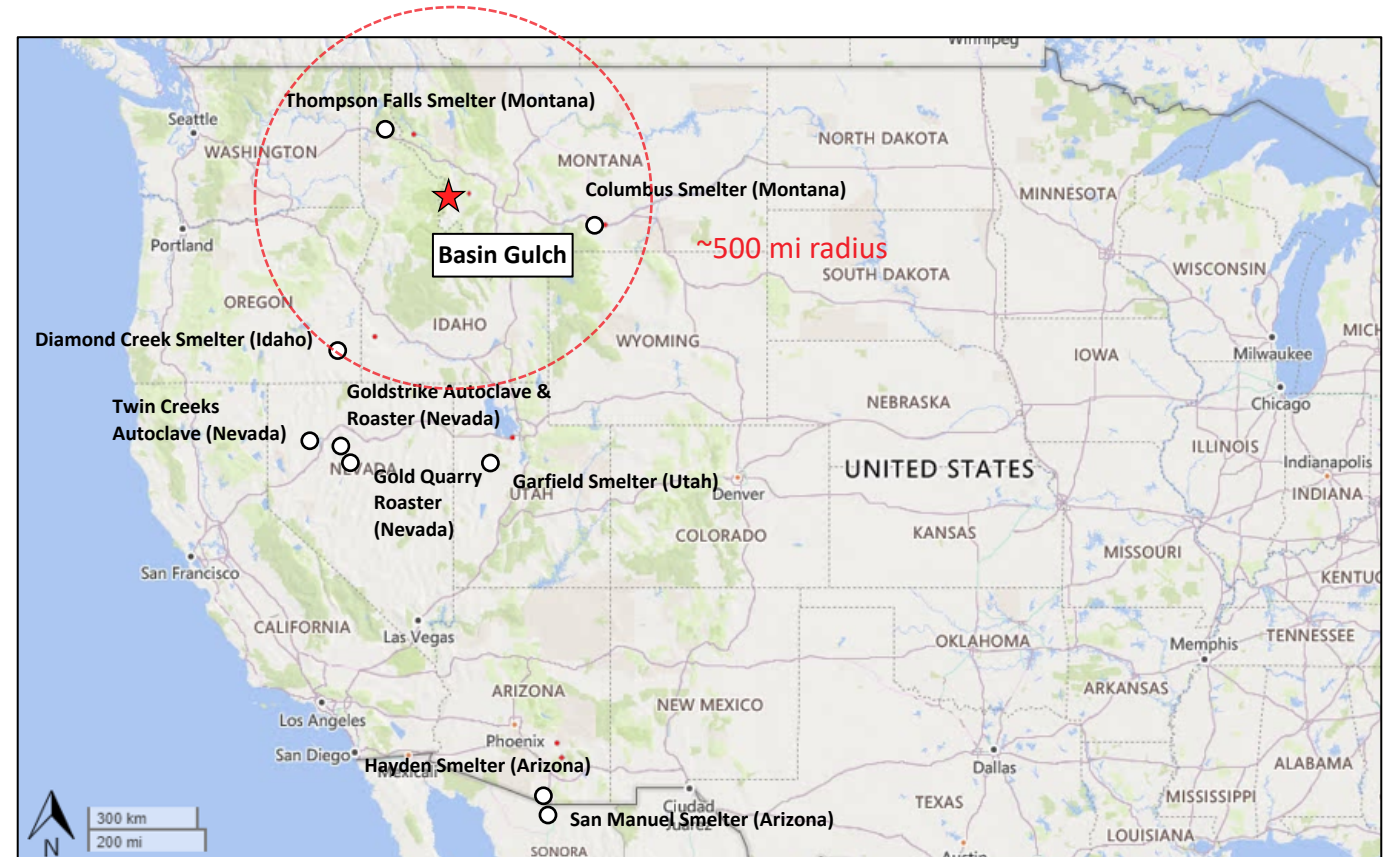 Winnipeg
Thompson Falls Smelter (Montana)
Seattle
WASHINGTON
NORTH DAKOTA
MONTANA
Columbus Smelter (Montana)
MINNESOTA
Portland
Basin Gulch
~500 mi radius
SOUTH DAKOTA
WISCONSIN
OREGON
IDAHO
Diamond Creek Smelter (Idaho)
WYOMING
MICH
IOWA
Milwaukee
Goldstrike Autoclave &
Roaster (Nevada)
Twin Creeks
Autoclave (Nevada)
NEBRASKA
Chicago
NEVADA
Gold Quarry
Roaster
(Nevada)
Garfield Smelter (Utah)
UTAH
Denver
UNITED STATES
ILLINOIS
Indianapolis
INDIANA
COLORADO
KANSAS
MISSOURI
San Francisco
KENTUC
CALIFORNIA
Las Vegas
OKLAHOMA
Memphis
TENNESSEE
ARIZONA
NEW MEXICO
ARKANSAS
Los Angeles
Phoenix
San Diego
Mexicali
Hayden Smelter (Arizona)
Dallas
ALABAMA
Ciudad
Juárez
TEXAS
MISSISSIPPI
San Manuel Smelter (Arizona)
300 km
200 mi
N
SONORA
LOUISIANA
Austin